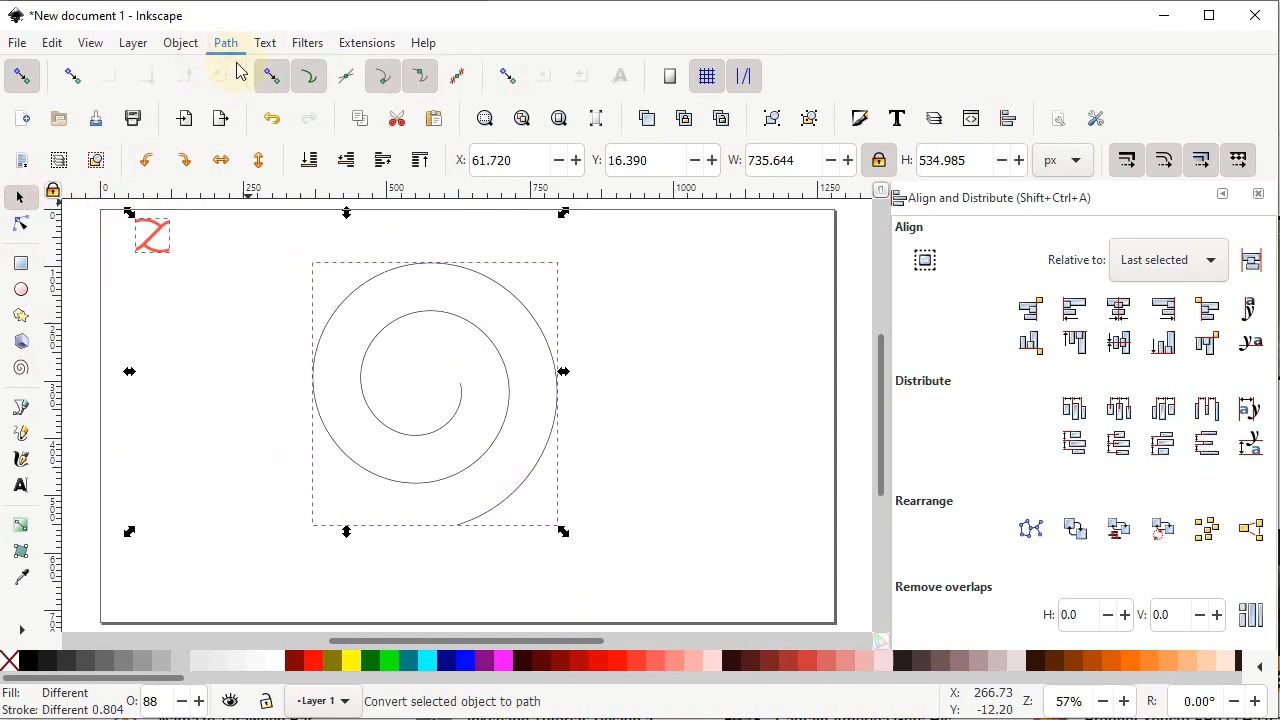 *New document 1 - Inkscape
File Edit View Layer Object Path Text Filters Extensions Help
X: 61.720 Y: 16.390 W: 735.644 H: 534.985 px
0 250 500 750 1000 1250
Align and Distribute (Shift+Ctrl+A)
Align
Relative to: Last selected
Distribute
Rearrange
Remove overlaps
H: 0.0 V: 0.0
Fill: Different
Stroke: Different 0.804
O: 88
Layer 1
Convert selected object to path
X: 266.73
Y: -12.20
Z: 57%
R: 0.00°